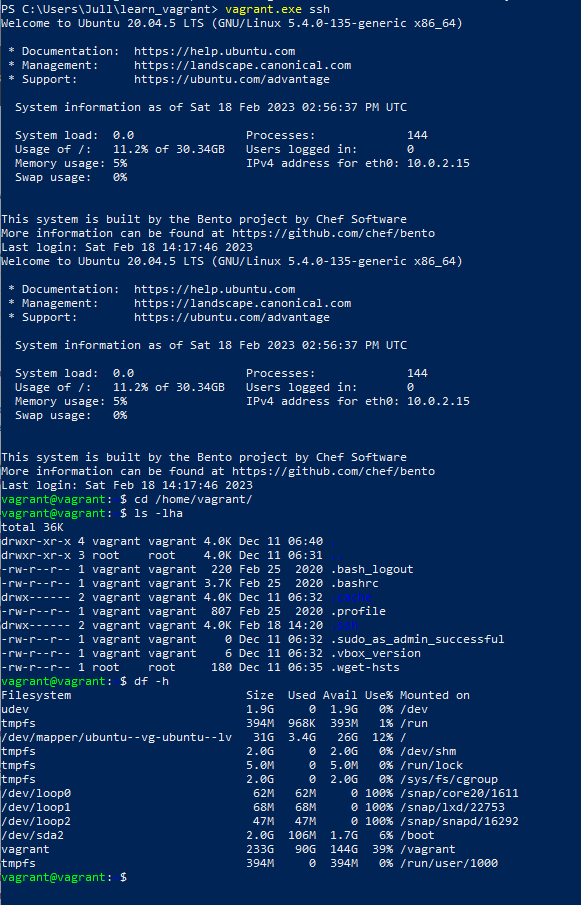 PS C:\Users\Jull\learn_vagrant> vagrant.exe ssh
Welcome to Ubuntu 20.04.5 LTS (GNU/Linux 5.4.0-135-generic x86_64)
* Documentation: https://help.ubuntu.com
* Management: https://landscape.canonical.com
* Support: https://ubuntu.com/advantage
System information as of Sat 18 Feb 2023 02:56:37 PM UTC
System load: 0.0 Processes: 144
Usage of /: 11.2% of 30.34GB Users logged in: 0
Memory usage: 5% IPv4 address for eth0: 10.0.2.15
Swap usage: 0%
This system is built by the Bento project by Chef Software
More information can be found at https://github.com/chef/bento
Last login: Sat Feb 18 14:17:46 2023
Welcome to Ubuntu 20.04.5 LTS (GNU/Linux 5.4.0-135-generic x86_64)
* Documentation: https://help.ubuntu.com
* Management: https://landscape.canonical.com
* Support: https://ubuntu.com/advantage
System information as of Sat 18 Feb 2023 02:56:37 PM UTC
System load: 0.0 Processes: 144
Usage of /: 11.2% of 30.34GB Users logged in: 0
Memory usage: 5% IPv4 address for eth0: 10.0.2.15
Swap usage: 0%
This system is built by the Bento project by Chef Software
More information can be found at https://github.com/chef/bento
Last login: Sat Feb 18 14:17:46 2023
vagrant@vagrant: $ cd /home/vagrant/
vagrant@vagrant: $ ls -lha
total 36K
drwxr-xr-x 4 vagrant vagrant 4.0K Dec 11 06:40
drwxr-xr-x 3 root root 4.0K Dec 11 06:31
-rw-r--r-- 1 vagrant vagrant 220 Feb 25 2020 .bash_logout
-rw-r--r-- 1 vagrant vagrant 3.7K Feb 25 2020 .bashrc
drwx------ 2 vagrant vagrant 4.0K Dec 11 06:32 .cache
-rw-r--r-- 1 vagrant vagrant 807 Feb 25 2020 .profile
drwx------ 2 vagrant vagrant 4.0K Feb 18 14:20 .ssh
-rw-r--r-- 1 vagrant vagrant 0 Dec 11 06:32 .sudo_as_admin_successful
-rw-r--r-- 1 vagrant vagrant 6 Dec 11 06:32 .vbox_version
-rw-r--r-- 1 root root 180 Dec 11 06:35 .wget-hsts
vagrant@vagrant: $ df -h
Filesystem Size Used Avail Use% Mounted on
udev 1.9G 0 1.9G 0% /dev
tmpfs 394M 968K 393M 1% /run
/dev/mapper/ubuntu--vg-ubuntu--lv 31G 3.4G 26G 12% /
tmpfs 2.0G 0 2.0G 0% /dev/shm
tmpfs 5.0M 0 5.0M 0% /run/lock
tmpfs 2.0G 0 2.0G 0% /sys/fs/cgroup
/dev/loop0 62M 62M 0 100% /snap/core20/1611
/dev/loop1 68M 68M 0 100% /snap/lxd/22753
/dev/loop2 47M 47M 0 100% /snap/snapd/16292
/dev/sda2 2.0G 106M 1.7G 6% /boot
vagrant 233G 90G 144G 39% /vagrant
tmpfs 394M 0 394M 0% /run/user/1000
vagrant@vagrant: $